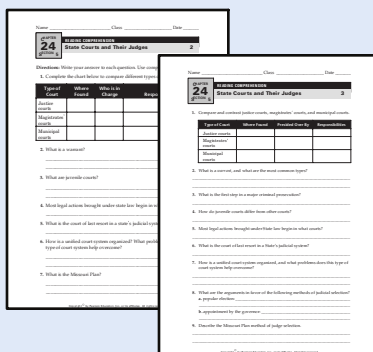 Name Class Date
CHAPTER
24
SECTION
READING COMPREHENSION
State Courts and Their Judges 2
Directions: Write your answer to each question. Use comp
1. Complete the chart below to compare different types
Type of Court Where Found Who is in Charge Respo
Justice courts
Magistrates' courts
Municipal courts
2. What is a warrant?
3. What are juvenile courts?
4. Most legal actions brought under state law begin in w
5. What is the court of last resort in a state's judicial syst
6. How is a unified court system organized? What probl
type of court system help overcome?
7. What is the Missouri Plan?
Name Class Date
CHAPTER
24
SECTION
READING COMPREHENSION
State Courts and Their Judges 3
1. Compare and contrast justice courts, magistrates' courts, and municipal courts.
Type of Court Where Found Presided Over By Responsibilities
Justice courts
Magistrates' courts
Municipal courts
2. What is a warrant, and what are the most common types?
3. What is the first step in a major criminal prosecution?
4. How do juvenile courts differ from other courts?
5. Most legal actions brought under State law begin in what courts?
6. What is the court of last resort in a State's judicial system?
7. How is a unified court system organized, and what problems does this type of
court system help overcome?
8. What are the arguments in favor of the following methods of judicial selection?
a. popular election
b. appointment by the governor
9. Describe the Missouri Plan method of judge selection.